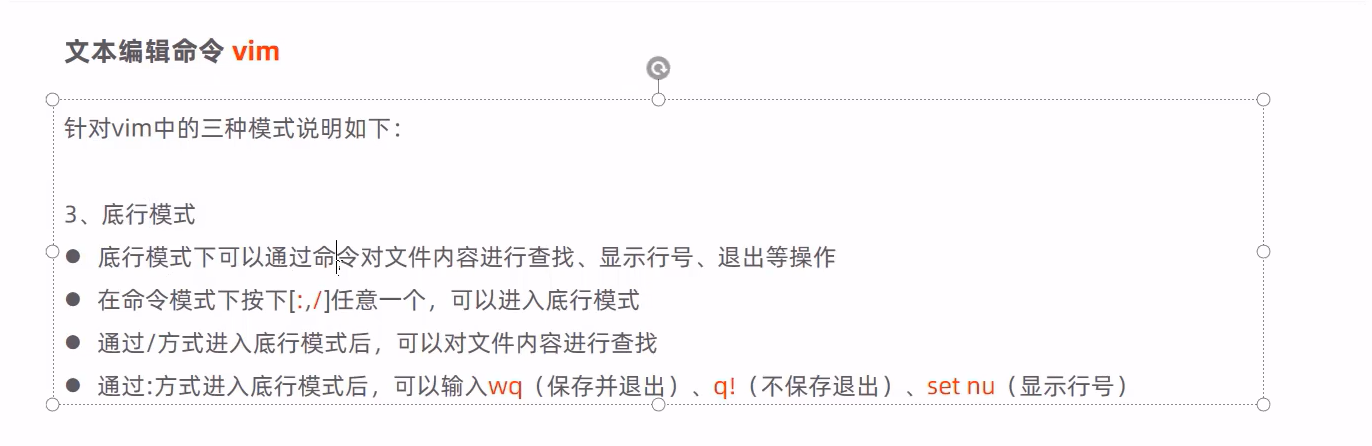 文本编辑命令 vim
针对vim中的三种模式说明如下：
3、底行模式
● 底行模式下可以通过命令对文件内容进行查找、显示行号、退出等操作
● 在命令模式下按下[:,/]任意一个，可以进入底行模式
● 通过/方式进入底行模式后，可以对文件内容进行查找
● 通过:方式进入底行模式后，可以输入wq（保存并退出）、q!（不保存退出）、set nu（显示行号）